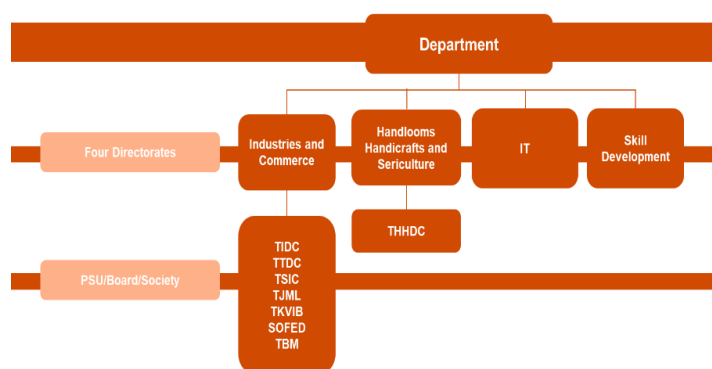 Department
Four Directorates
Industries and
Commerce
Handlooms
Handicrafts and
Sericulture
IT
Skill
Development
THHDC
PSU/Board/Society
TIDC
TTDC
TSIC
TJML
TKVIB
SOFED
TBM